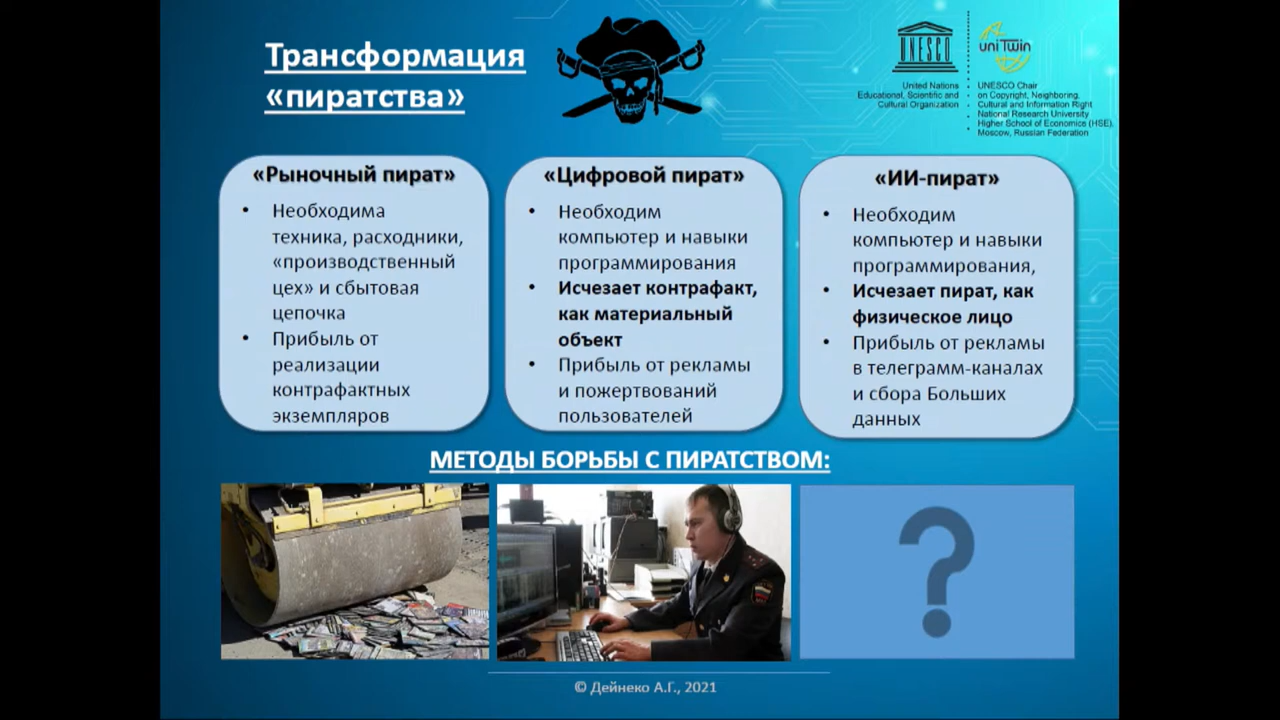 Трансформация
«пиратства»
UNESCO
United Nations
Educational, Scientific and
Cultural Organization
uniTwin
UNESCO Chair
on Copyright, Neighboring,
Cultural and Information Right
National Research University
Higher School of Economics (HSE),
Moscow, Russian Federation
«Рыночный пират»
• Необходима
техника, расходники,
«производственный
цех» и сбытовая
цепочка
• Прибыль от
реализации
контрафактных
экземпляров
«Цифровой пират»
• Необходим
компьютер и навыки
программирования
• Исчезает контрафакт,
как материальный
объект
• Прибыль от рекламы
и пожертвований
пользователей
«ИИ-пират»
• Необходим
компьютер и навыки
программирования,
• Исчезает пират, как
физическое лицо
• Прибыль от рекламы
в телеграмм-каналах
и сбора Больших
данных
МЕТОДЫ БОРЬБЫ С ПИРАТСТВОМ:
?
© Дейнеко А.Г., 2021